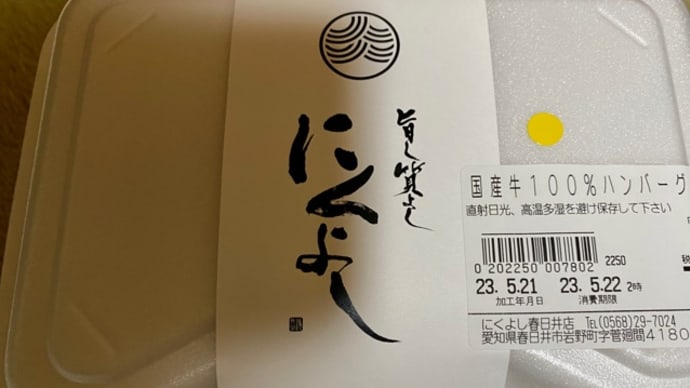 旨し質よし
にくよし
国産牛100%ハンバーグ
直射日光、高温多湿を避け保存して下さい
0 202250 007802 2250
23. 5.21 23. 5.22 2時
加工年月日 消費期限
にくよし春日井店 TEL(0568)29-7024
愛知県春日井市岩野町字菅廻間4180
税